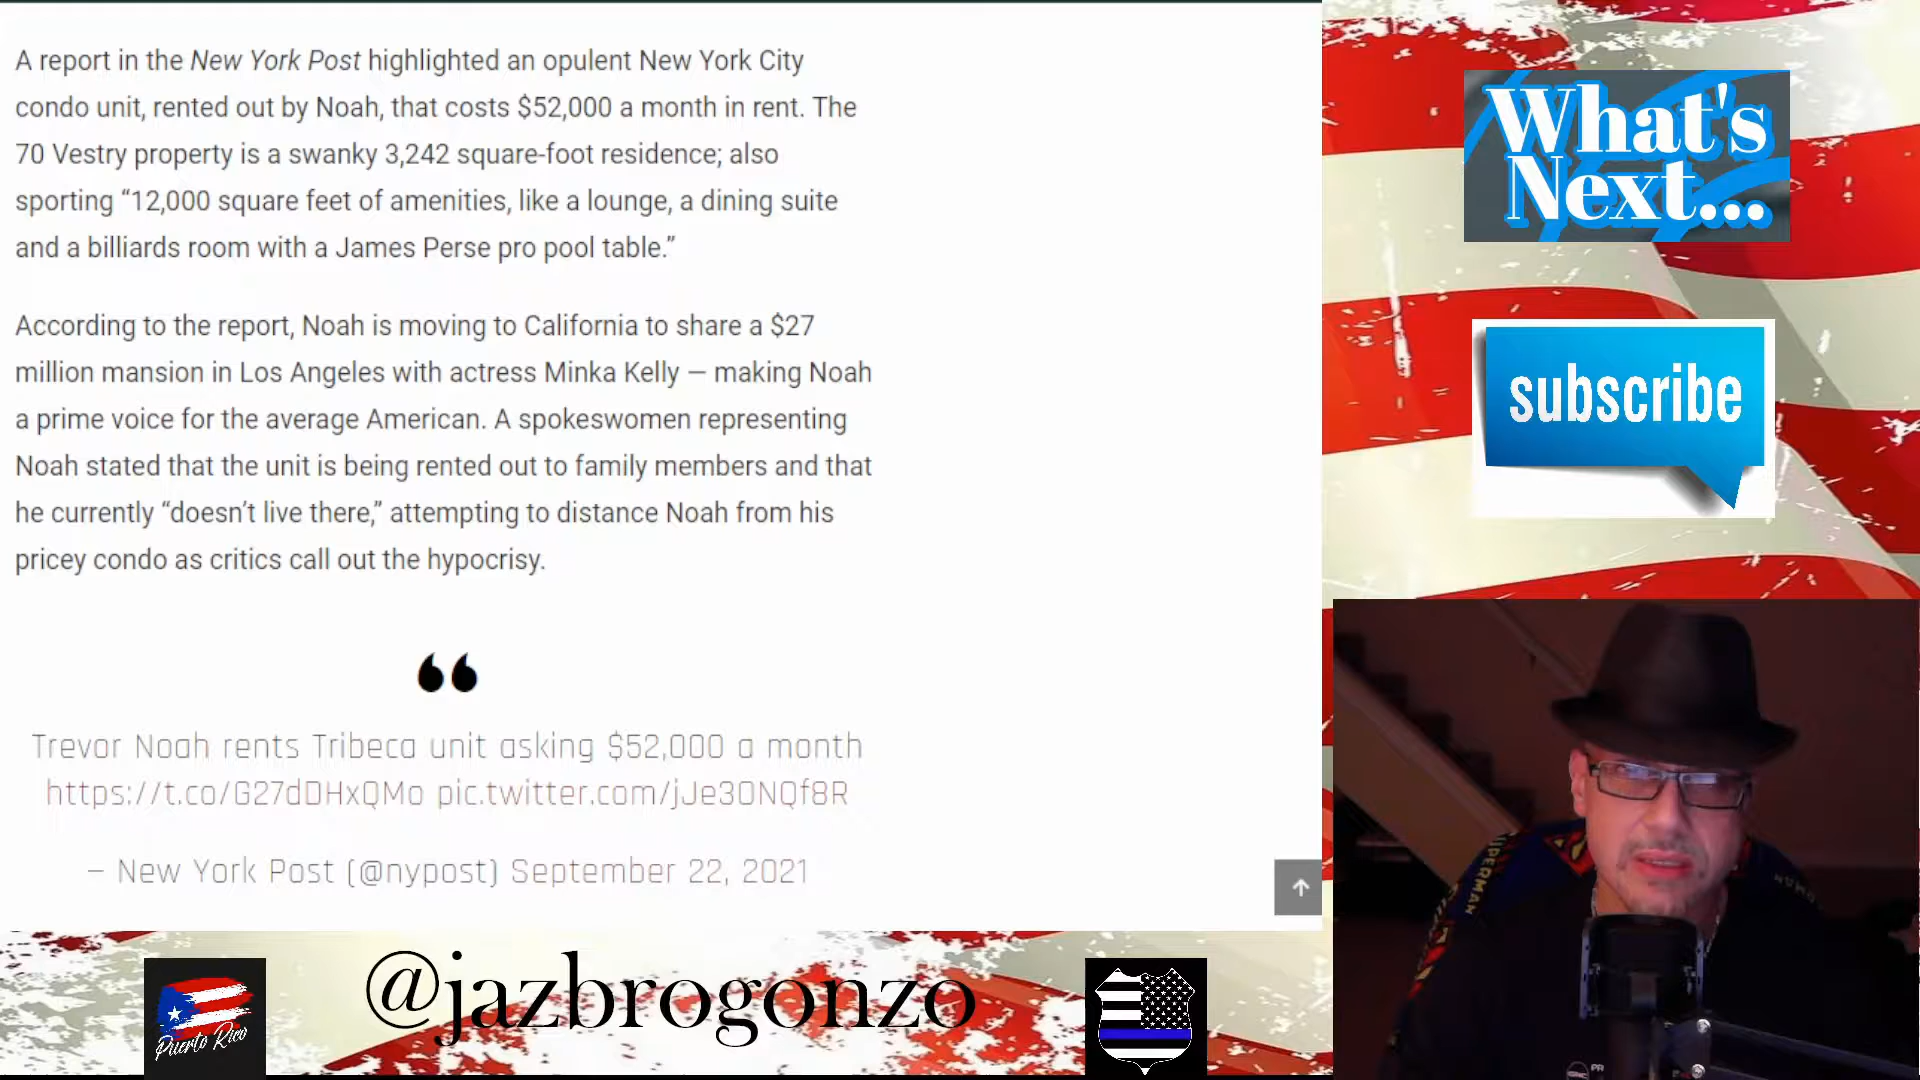 A report in the New York Post highlighted an opulent New York City
condo unit, rented out by Noah, that costs $52,000 a month in rent. The
70 Vestry property is a swanky 3,242 square-foot residence; also
sporting “12,000 square feet of amenities, like a lounge, a dining suite
and a billiards room with a James Perse pro pool table.”
According to the report, Noah is moving to California to share a $27
million mansion in Los Angeles with actress Minka Kelly — making Noah
a prime voice for the average American. A spokeswomen representing
Noah stated that the unit is being rented out to family members and that
he currently “doesn’t live there,” attempting to distance Noah from his
pricey condo as critics call out the hypocrisy.
Trevor Noah rents Tribeca unit asking $52,000 a month
https://t.co/G27dDHxQMo pic.twitter.com/jJe3ONQf8R
— New York Post (@nypost) September 22, 2021
What's
Next...
subscribe
UPERMAN
Puerto Rico
@jazbrogonzo